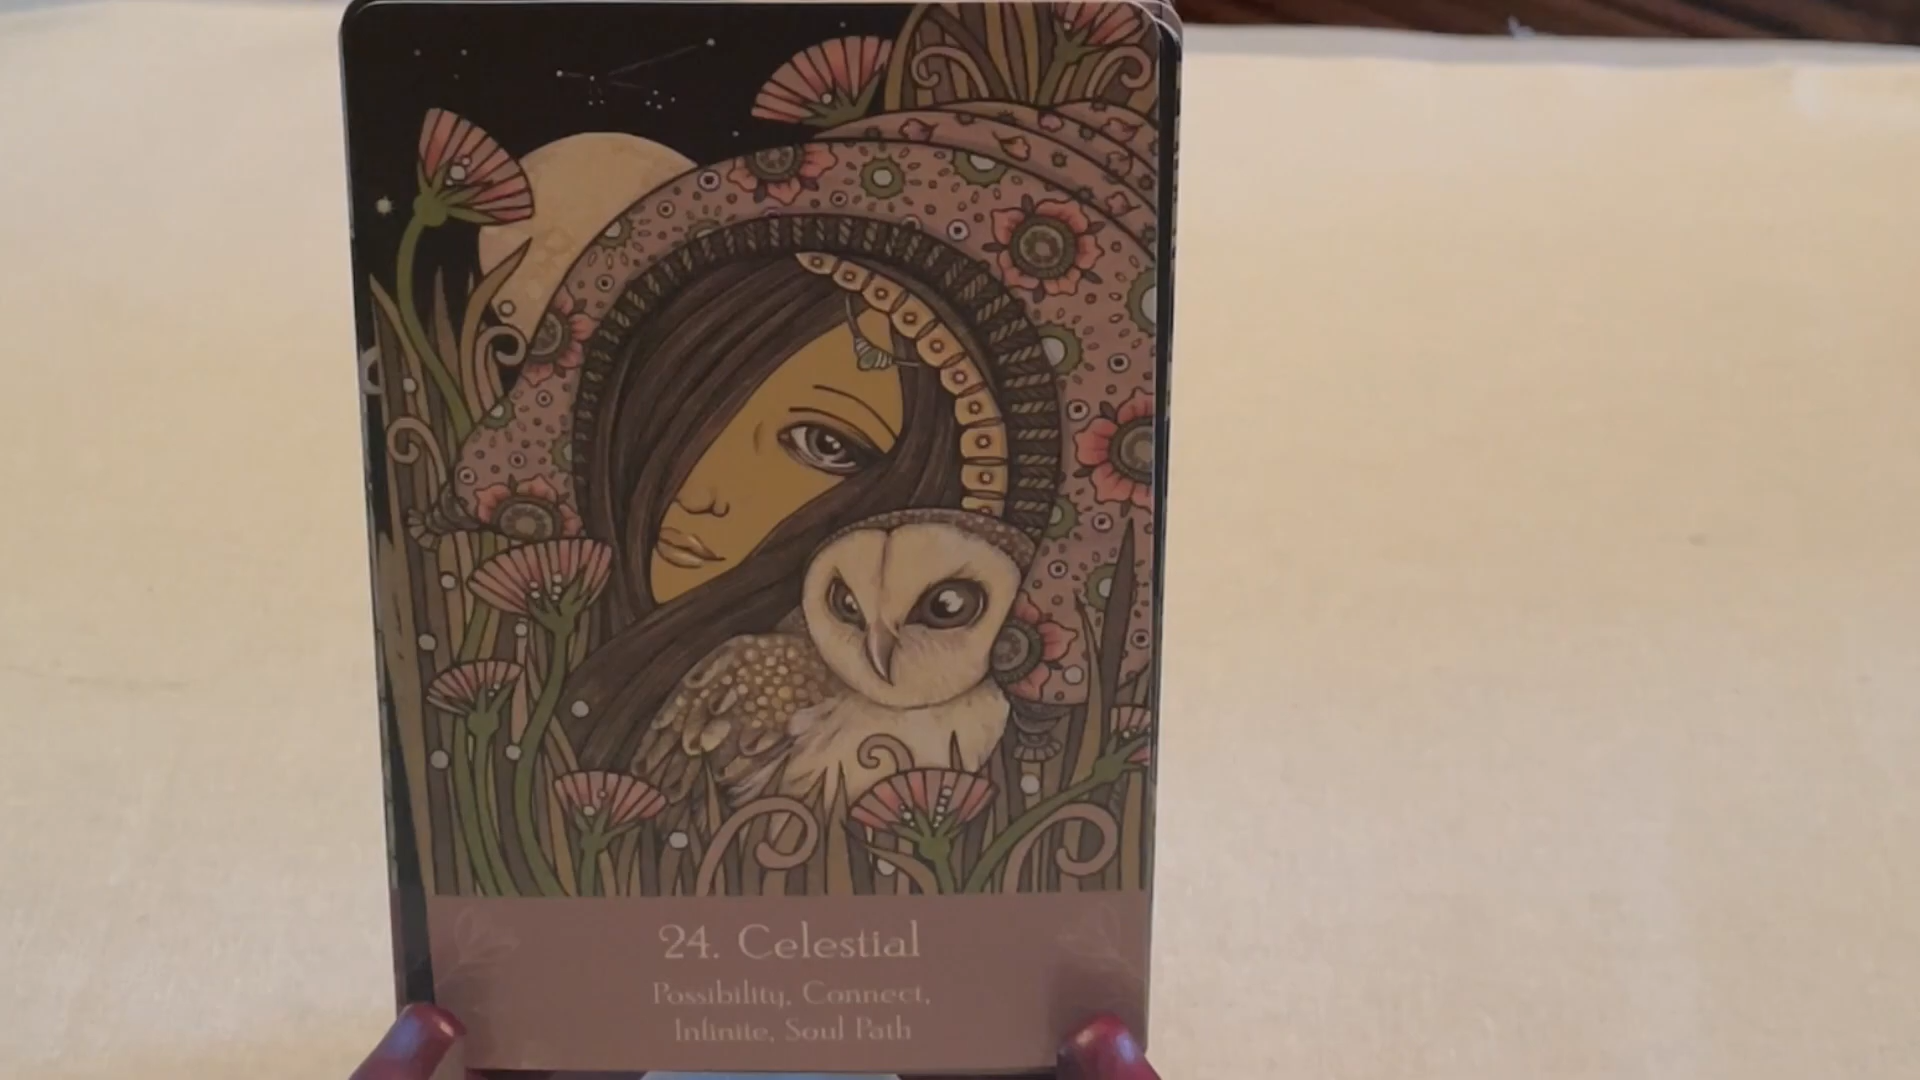 24. Celestial
Possibility, Connect,
Infinite, Soul Path